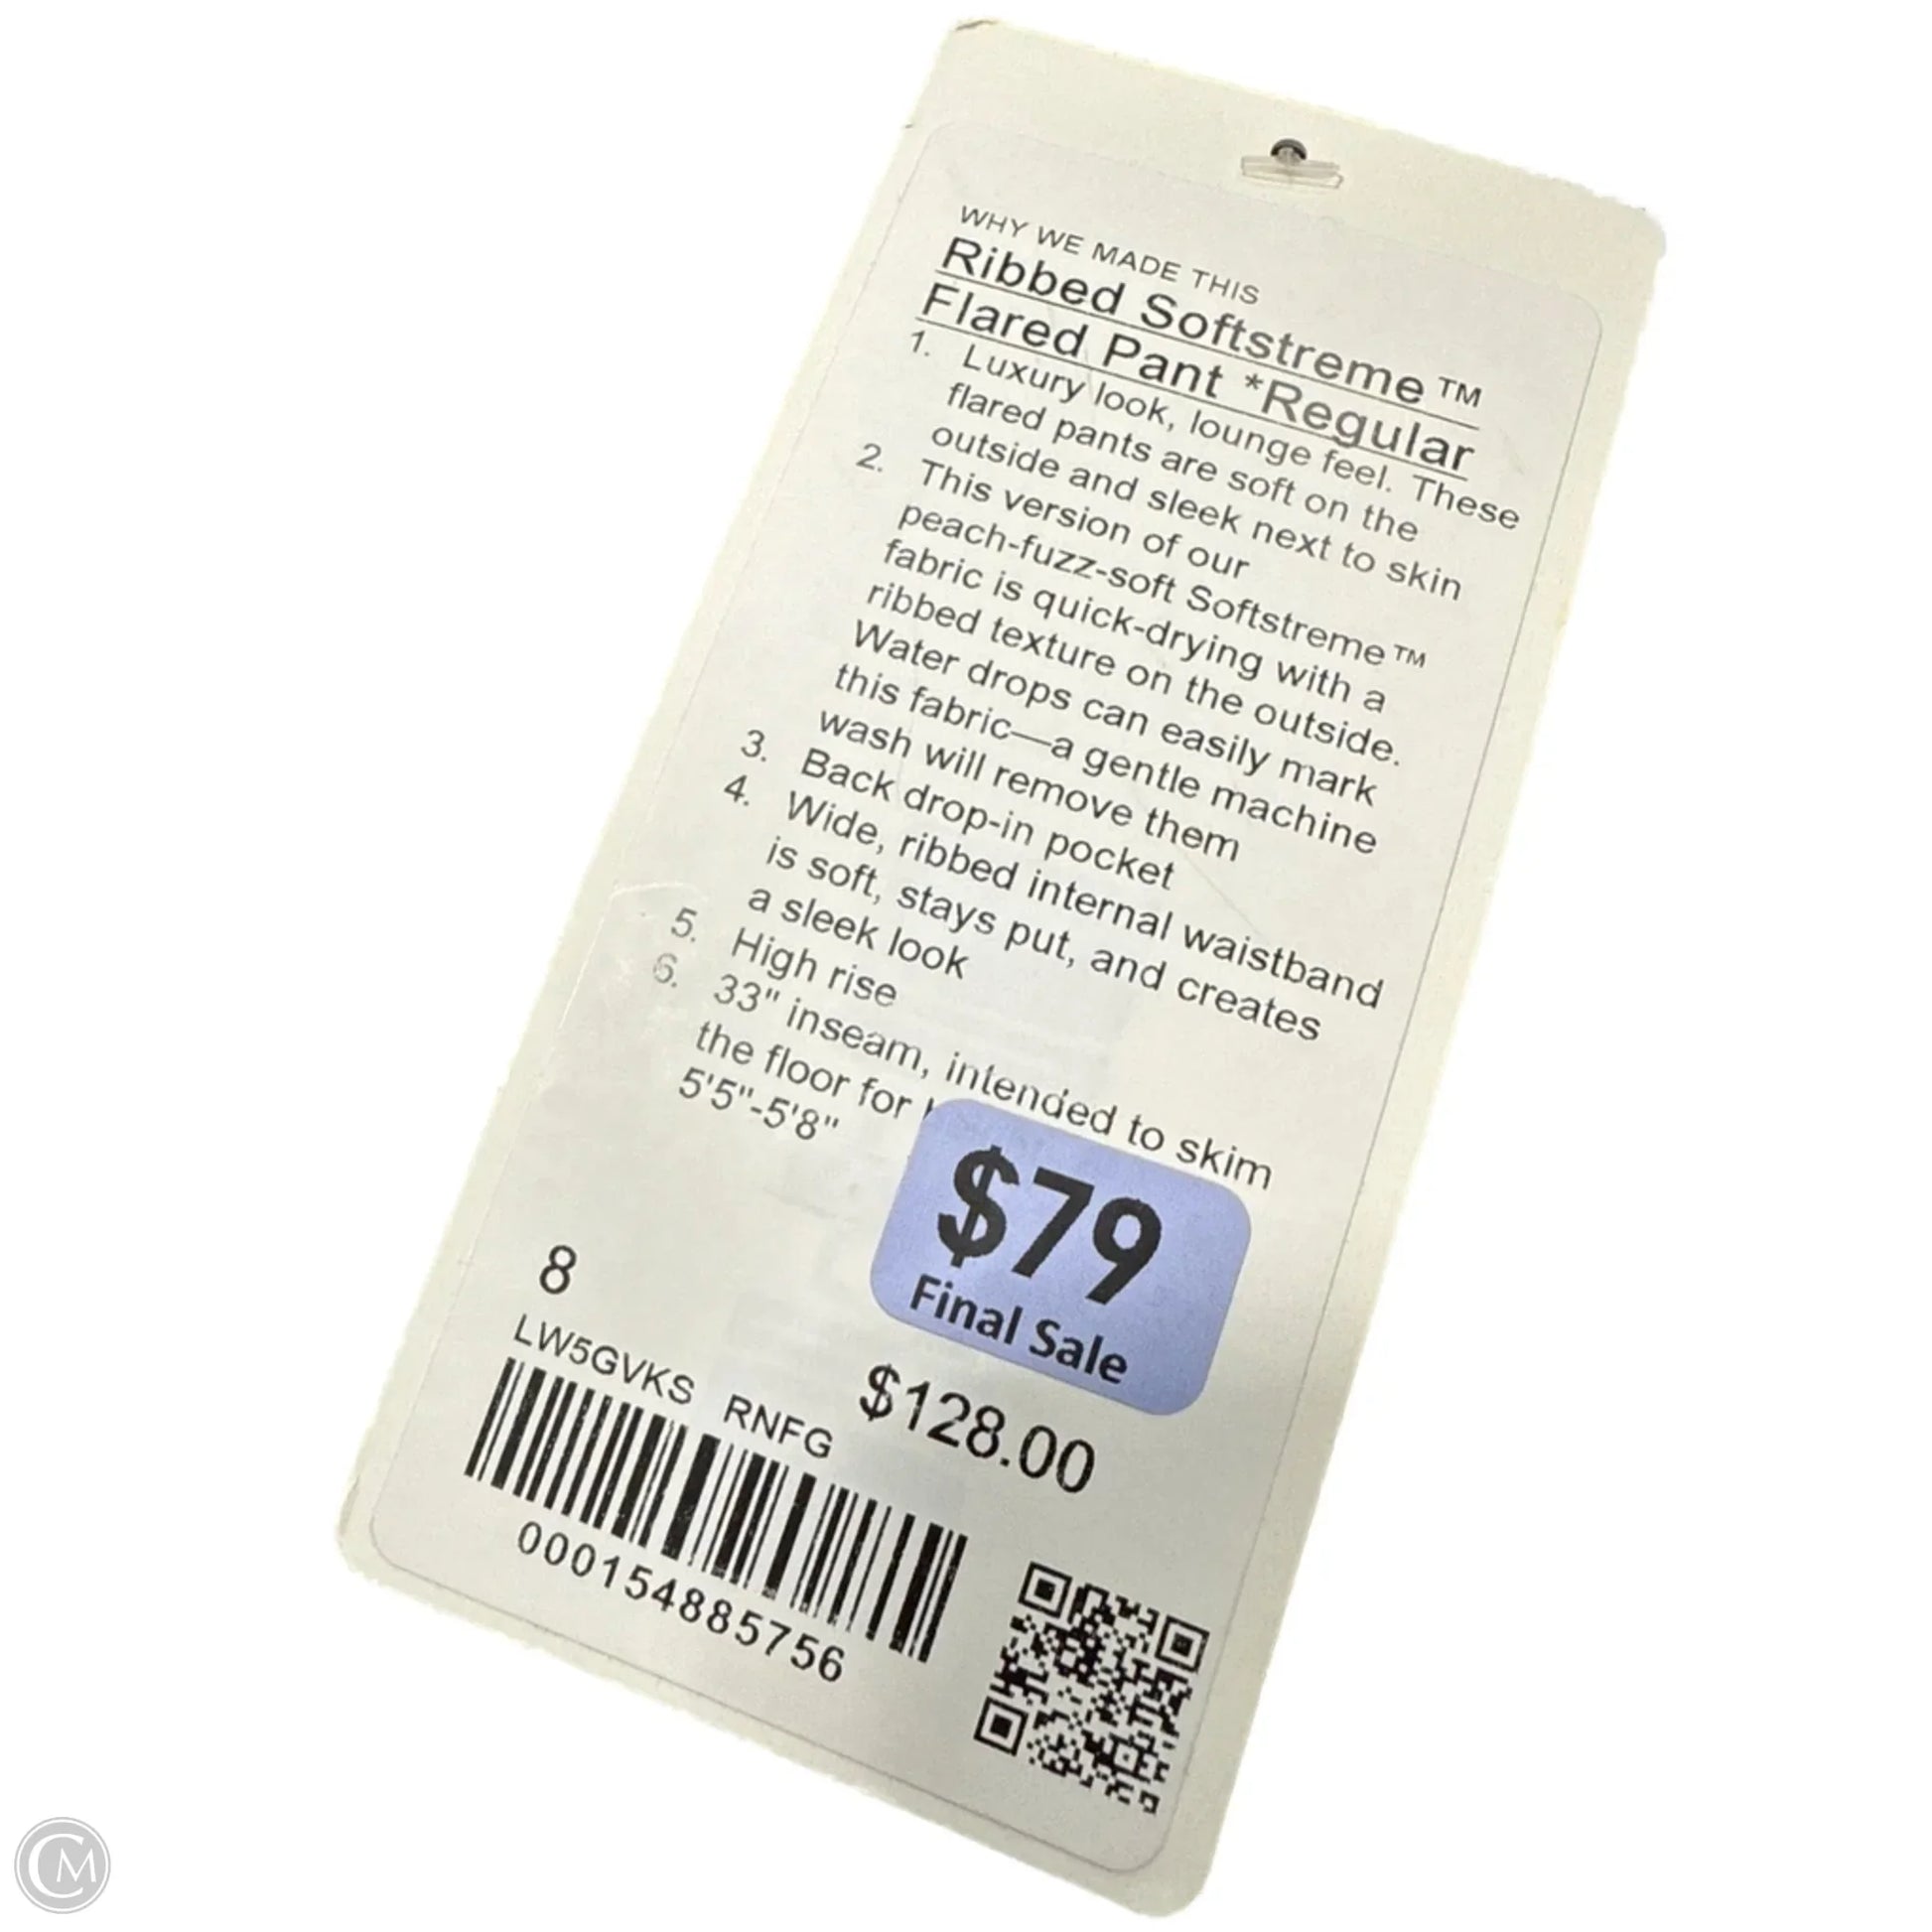 WHY WE MADE THIS
Ribbed Softstreme™
Flared Pant *Regular
1. Luxury look, lounge feel. These
flared pants are soft on the
outside and sleek next to skin
2. This version of our
peach-fuzz-soft Softstreme™
fabric is quick-drying with a
ribbed texture on the outside.
Water drops can easily mark
this fabric—a gentle machine
wash will remove them
3. Back drop-in pocket
4. Wide, ribbed internal waistband
is soft, stays put, and creates
a sleek look
5. High rise
6. 33" inseam, intended to skim
the floor for
5'5"-5'8"
$79
Final Sale
8
LW5GVKS RNFG
$128.00
000154885756
CM